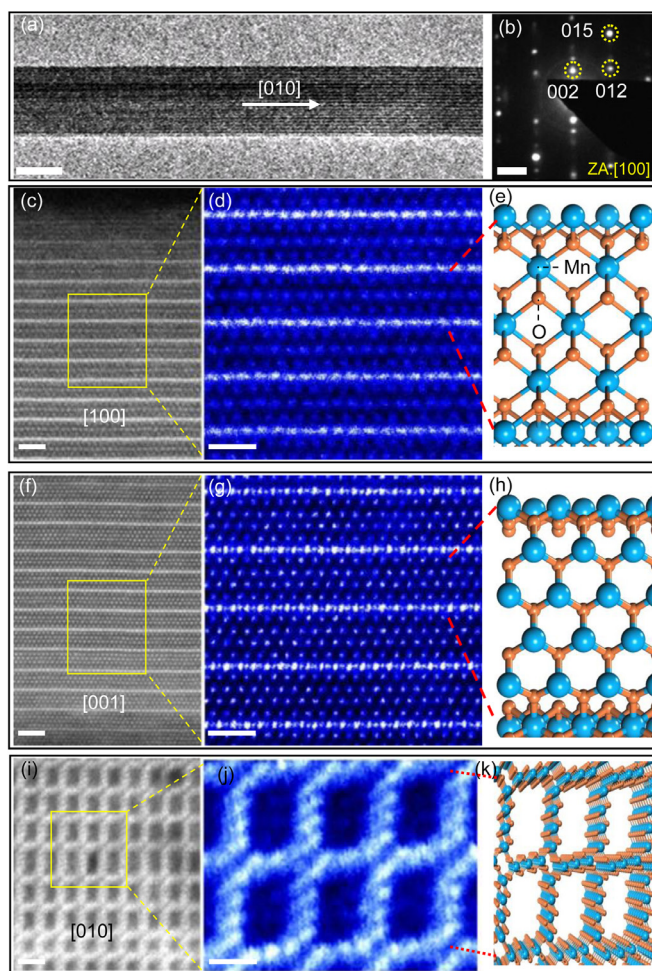 (a)
[010]
(b)
015
002
012
ZA:[100]
(c)
[100]
(d)
(e)
Mn
O
(f)
[001]
(g)
(h)
(i)
[010]
(j)
(k)